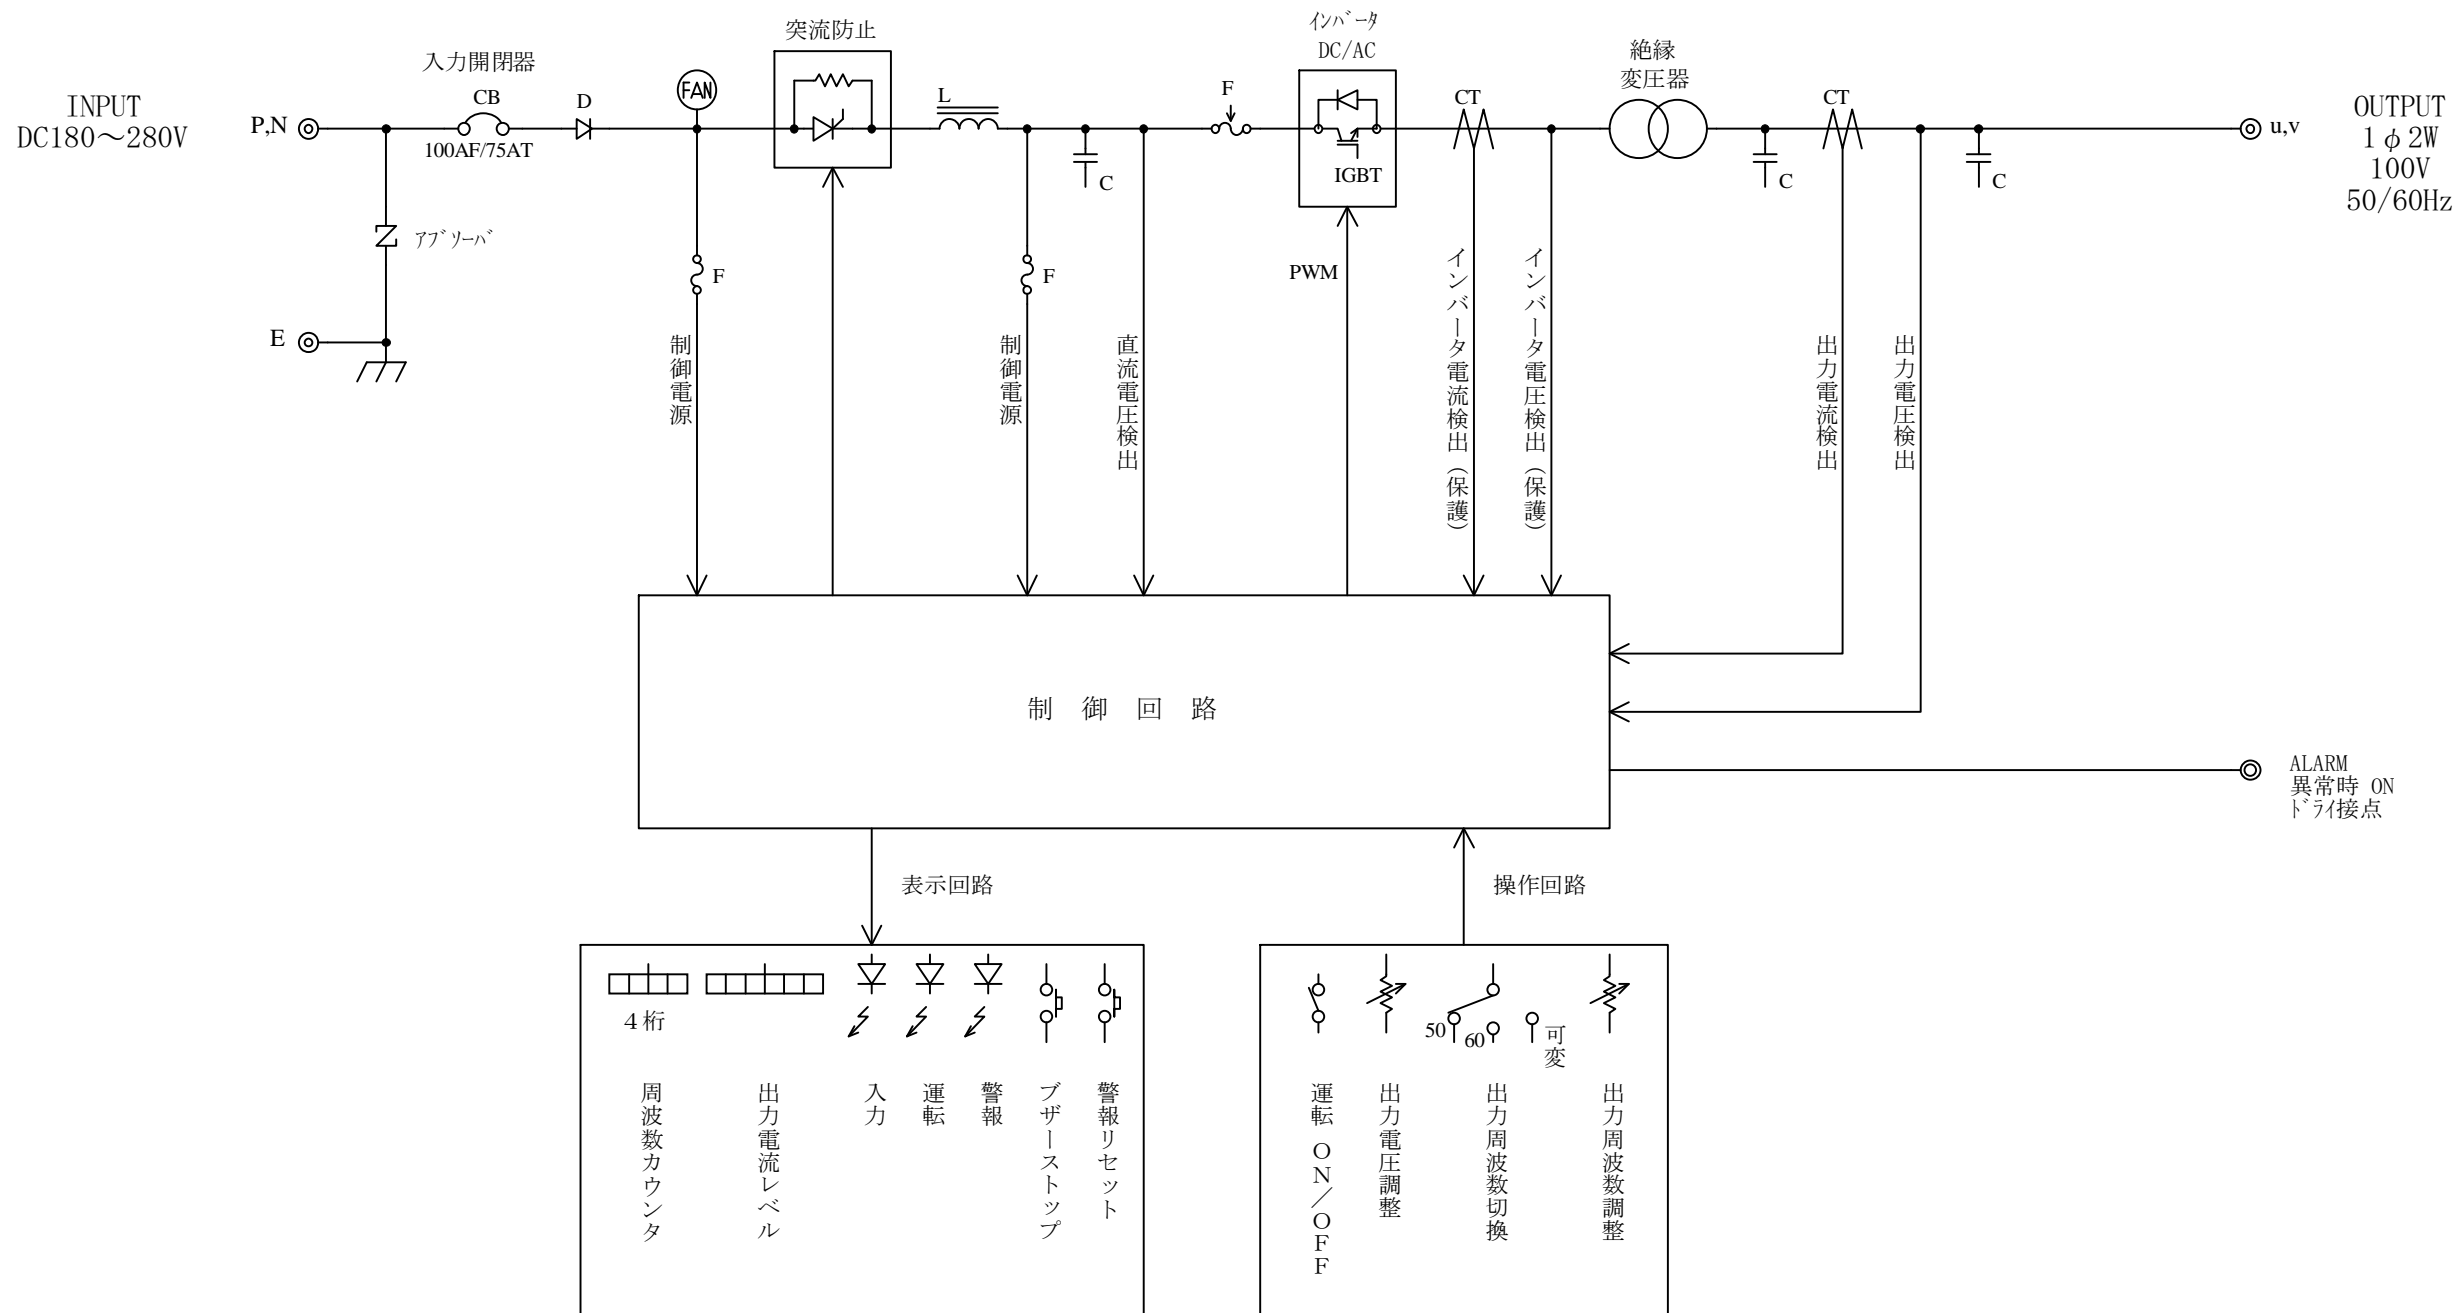 突流防止
ｲﾝﾊﾞｰﾀ
DC/AC
絶縁
変圧器
入力開閉器
CB
D
FAN
L
F
CT
CT
INPUT
DC180～280V
P,N
100AF/75AT
C
IGBT
C
C
u,v
OUTPUT
1φ2W
100V
50/60Hz
ｱﾌﾞｿｰﾊﾞ
E
F
F
PWM
制御電源
制御電源
直流電圧検出
インバータ電流検出（保護）
インバータ電圧検出（保護）
出力電流検出
出力電圧検出
制御回路
ALARM
異常時 ON
ﾄﾞﾗｲ接点
表示回路
操作回路
４桁
50
60
可変
周波数カウンタ
出力電流レベル
入力
運転
警報
ブザーストップ
警報リセット
運転 ＯＮ／ＯＦＦ
出力電圧調整
出力周波数切換
出力周波数調整